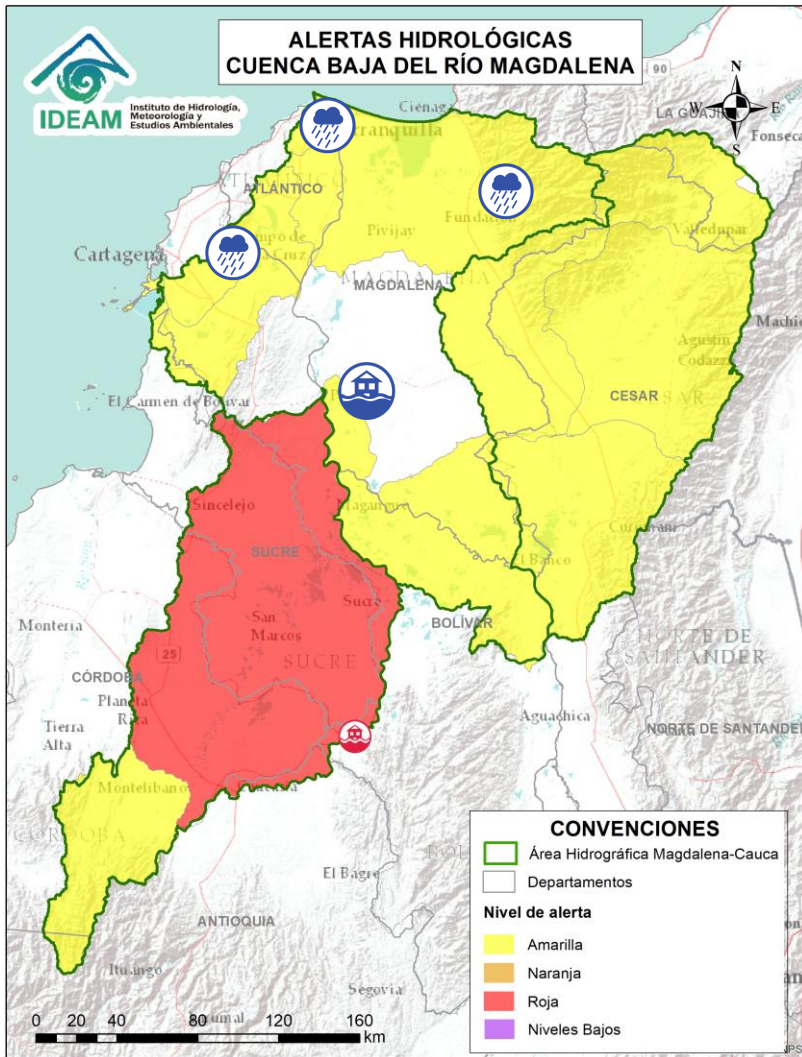 ALERTAS HIDROLÓGICAS
CUENCA BAJA DEL RÍO MAGDALENA
IDEAM
Instituto de Hidrología,
Meteorología y
Estudios Ambientales
N
W
E
S
90
LA GUAJIRA
Fonseca
Ciénaga
ATLÁNTICO
Valledupar
Pivijay
Cartagena
MAGDALENA
Agustín
Codazzi
El Carmen de Bolívar
CESAR
Sincelejo
SUCRE
El Banco
Sucre
San
Marcos
BOLÍVAR
Montería
SUCRE
NORTE DE
SANTANDER
25
CÓRDOBA
Planeta
Rica
Tierra
Alta
Aguachica
NORTE DE SANTANDER
Montelíbano
CÓRDOBA
El Bagre
ANTIOQUIA
Ituango
Segovia
0 20 40 80 120 160
km
CONVENCIONES
Área Hidrográfica Magdalena-Cauca
Departamentos
Nivel de alerta
Amarilla
Naranja
Roja
Niveles Bajos